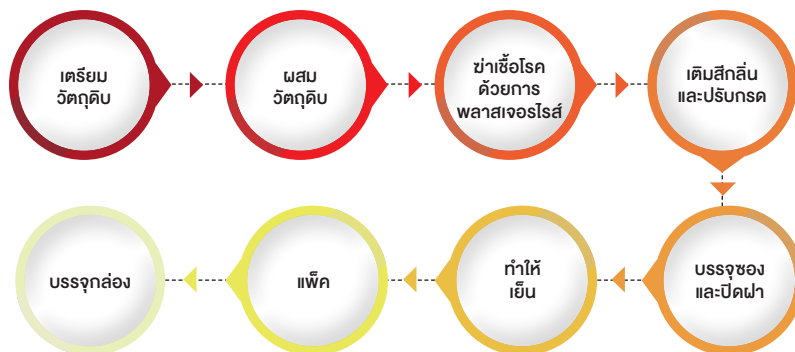 เตรียม
วัตถุดิบ
ผสม
วัตถุดิบ
ฆ่าเชื้อโรค
ด้วยการ
พลาสเจอรไรส์
เติมสีกลิ่น
และปรับกรด
บรรจุซอง
และปิดฝา
ทำให้
เย็น
แพ็ค
บรรจุกล่อง